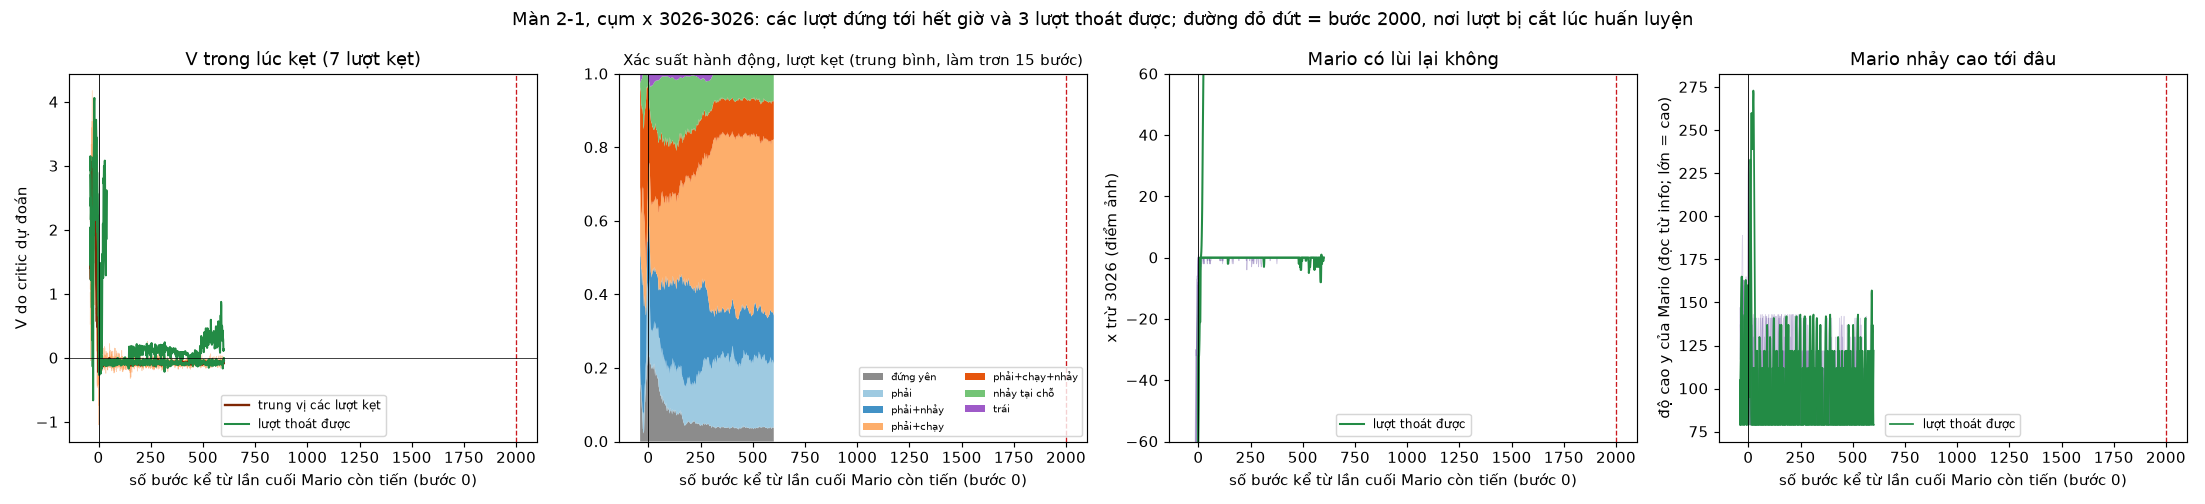 Màn 2-1, cụm x 3026-3026: các lượt đứng tới hết giờ và 3 lượt thoát được; đường đỏ đứt = bước 2000, nơi lượt bị cắt lúc huấn luyện
V trong lúc kẹt (7 lượt kẹt)
V do critic dự đoán
4
3
2
1
0
−1
trung vị các lượt kẹt
lượt thoát được
0 250 500 750 1000 1250 1500 1750 2000
số bước kể từ lần cuối Mario còn tiến (bước 0)
Xác suất hành động, lượt kẹt (trung bình, làm trơn 15 bước)
1.0
0.8
0.6
0.4
0.2
0.0
đứng yên
phải
phải+nhảy
phải+chạy
phải+chạy+nhảy
nhảy tại chỗ
trái
0 250 500 750 1000 1250 1500 1750 2000
số bước kể từ lần cuối Mario còn tiến (bước 0)
Mario có lùi lại không
x trừ 3026 (điểm ảnh)
60
40
20
0
−20
−40
−60
lượt thoát được
0 250 500 750 1000 1250 1500 1750 2000
số bước kể từ lần cuối Mario còn tiến (bước 0)
Mario nhảy cao tới đâu
độ cao y của Mario (đọc từ info; lớn = cao)
275
250
225
200
175
150
125
100
75
lượt thoát được
0 250 500 750 1000 1250 1500 1750 2000
số bước kể từ lần cuối Mario còn tiến (bước 0)